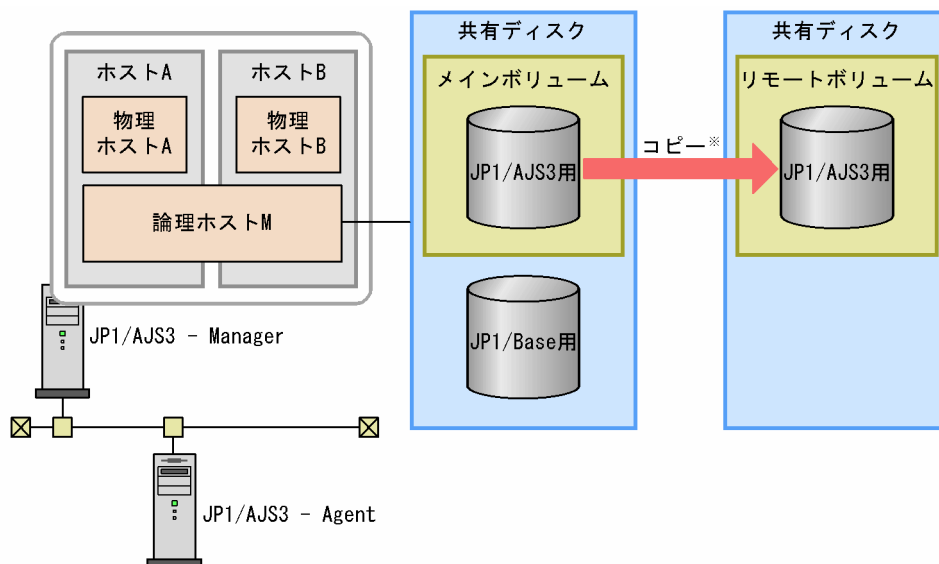 ホストA
ホストB
物理
ホストA
物理
ホストB
論理ホストM
JP1/AJS3 - Manager
JP1/AJS3 - Agent
共有ディスク
メインボリューム
JP1/AJS3用
JP1/Base用
コピー※
共有ディスク
リモートボリューム
JP1/AJS3用